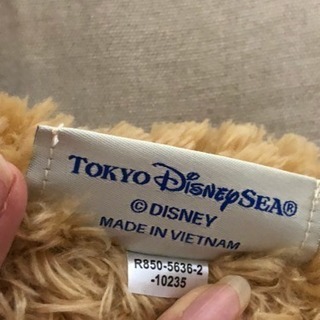 TOKYO DISNEYSEA®
© DISNEY
MADE IN VIETNAM
R850-5636-2
-10235